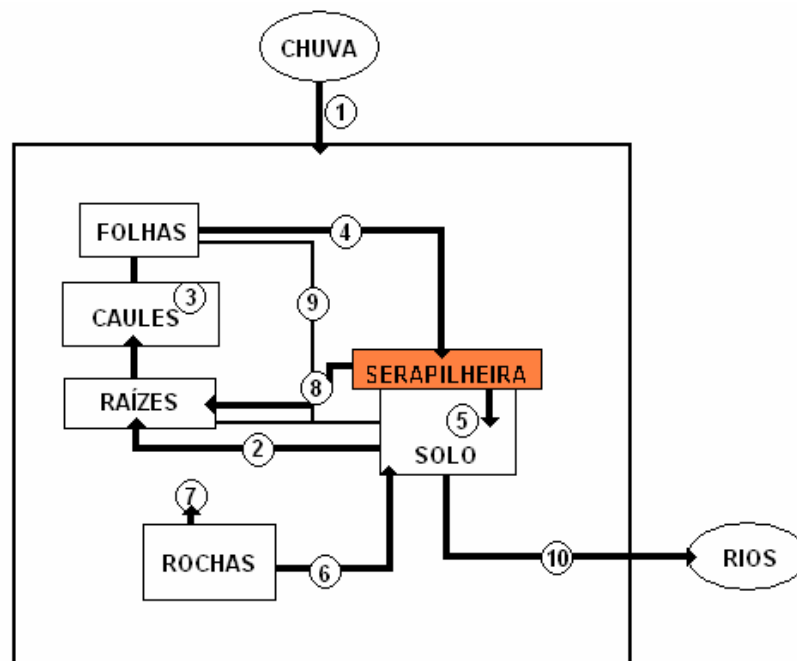 CHUVA
1
FOLHAS
4
3
9
CAULES
SERAPILHEIRA
8
RAÍZES
5
2
SOLO
7
ROCHAS
6
10
RIOS